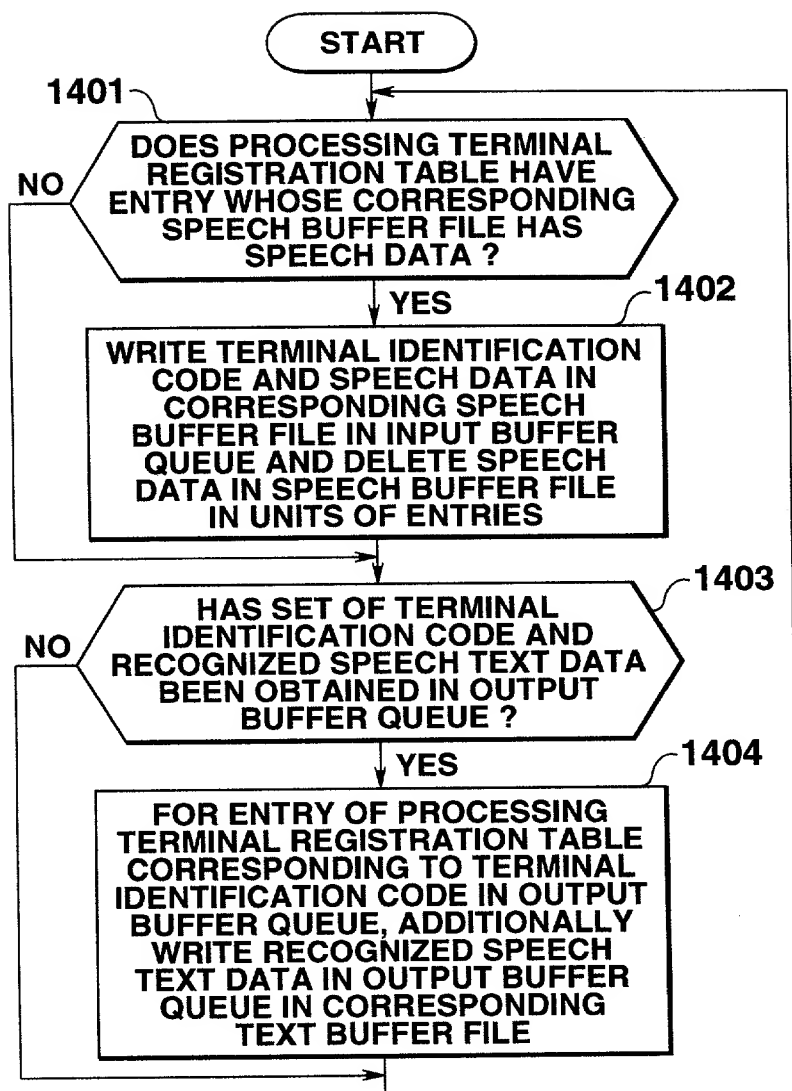 START
1401
DOES PROCESSING TERMINAL
REGISTRATION TABLE HAVE
ENTRY WHOSE CORRESPONDING
SPEECH BUFFER FILE HAS
SPEECH DATA ?
NO
YES
1402
WRITE TERMINAL IDENTIFICATION
CODE AND SPEECH DATA IN
CORRESPONDING SPEECH
BUFFER FILE IN INPUT BUFFER
QUEUE AND DELETE SPEECH
DATA IN SPEECH BUFFER FILE
IN UNITS OF ENTRIES
1403
HAS SET OF TERMINAL
IDENTIFICATION CODE AND
RECOGNIZED SPEECH TEXT DATA
BEEN OBTAINED IN OUTPUT
BUFFER QUEUE ?
NO
YES
1404
FOR ENTRY OF PROCESSING
TERMINAL REGISTRATION TABLE
CORRESPONDING TO TERMINAL
IDENTIFICATION CODE IN OUTPUT
BUFFER QUEUE, ADDITIONALLY
WRITE RECOGNIZED SPEECH
TEXT DATA IN OUTPUT BUFFER
QUEUE IN CORRESPONDING
TEXT BUFFER FILE